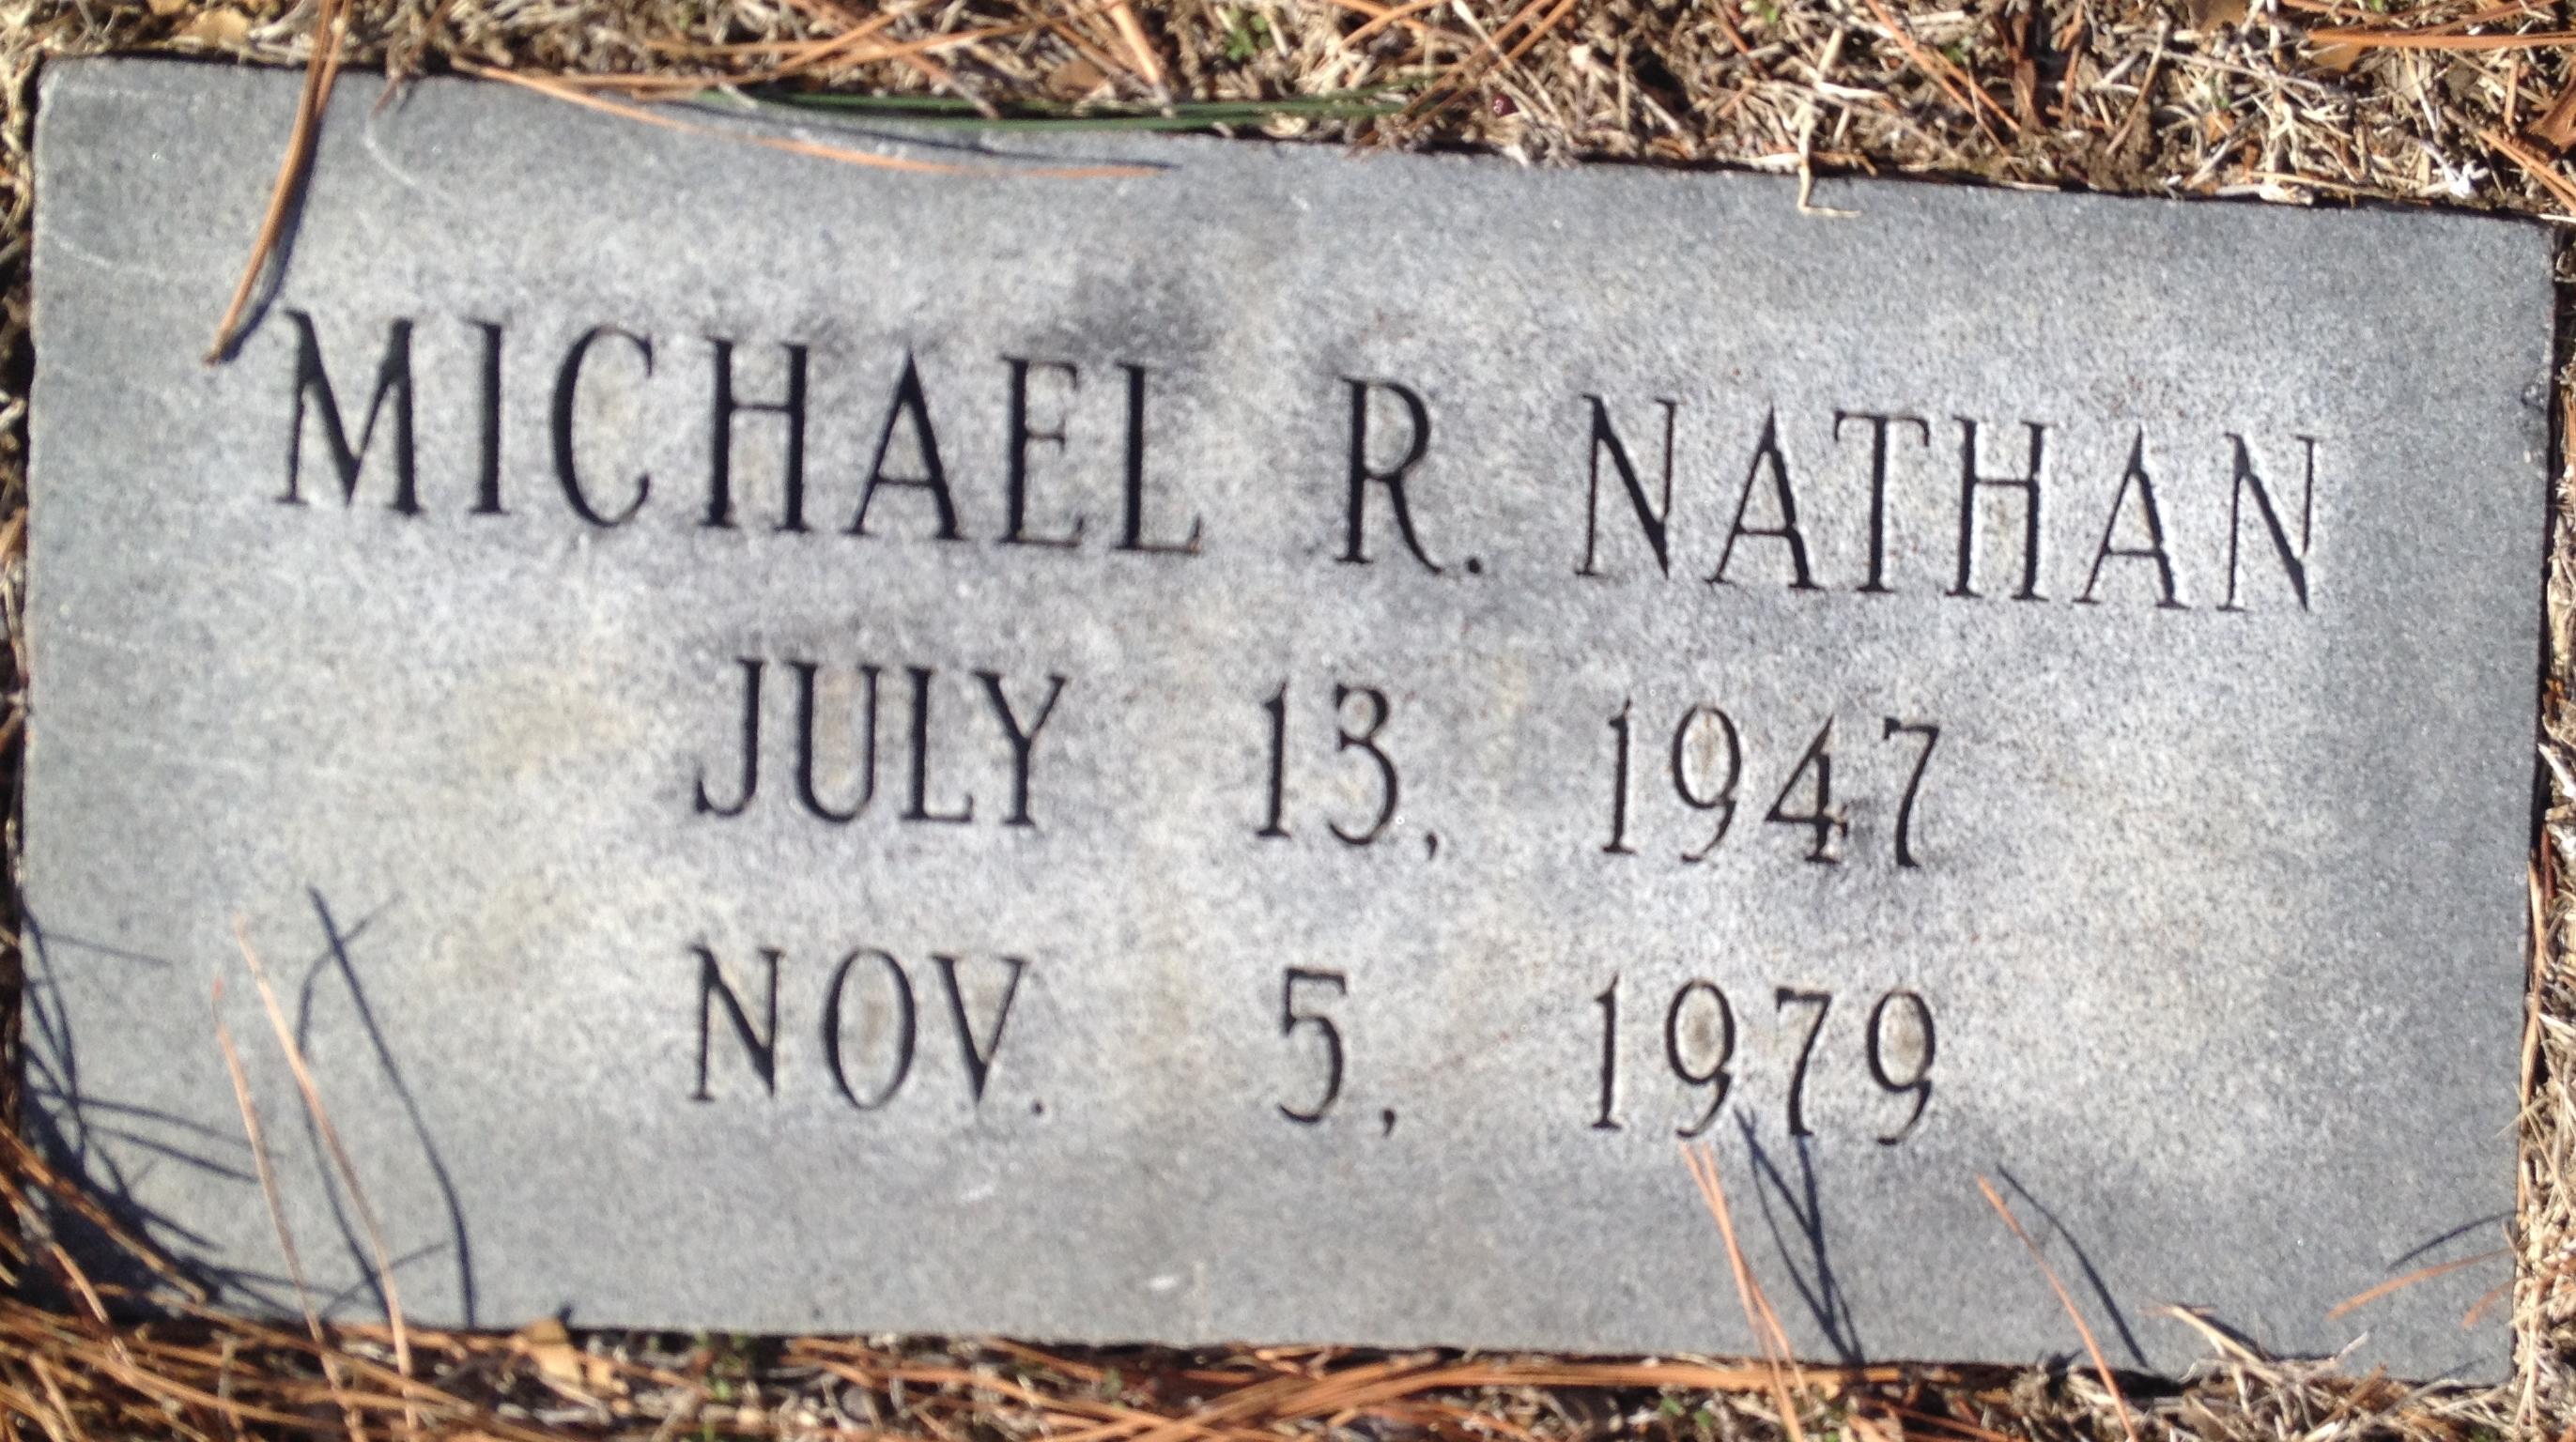 MICHAEL R. NATHAN
JULY 13, 1947
NOV. 5, 1979